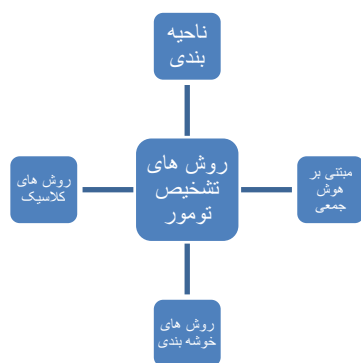 ناحیه
بندی
روش های
تشخیص
تومور
مبتنی بر
هوش
جمعی
روش های
کلاسیک
روش های
خوشه بندی